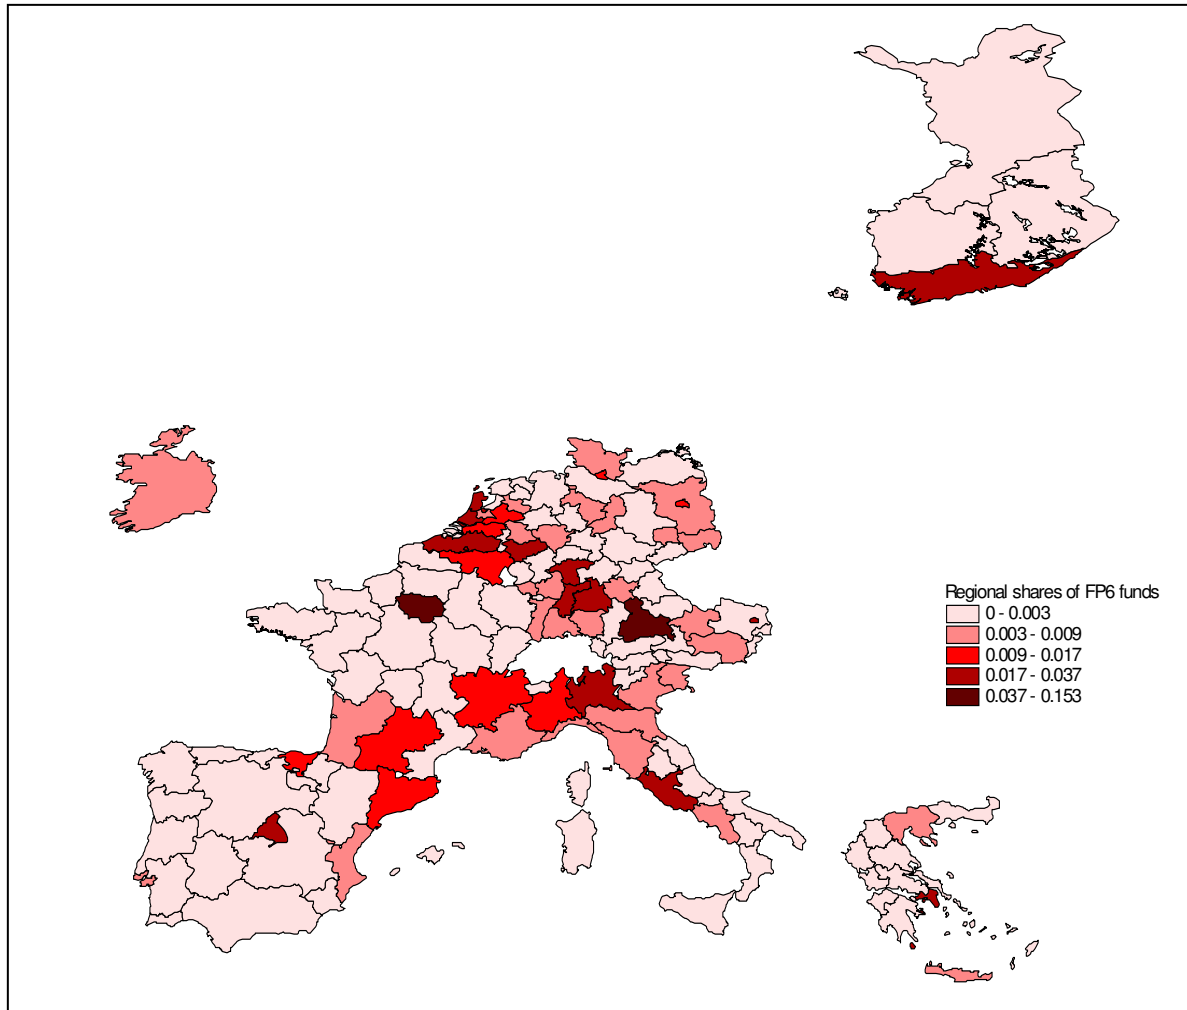 Regional shares of FP6 funds
0 - 0.003
0.003 - 0.009
0.009 - 0.017
0.017 - 0.037
0.037 - 0.153